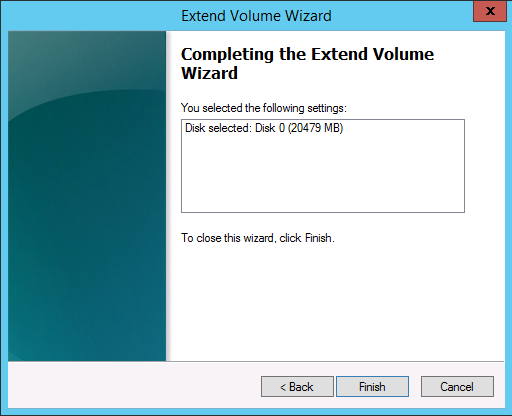 Extend Volume Wizard
x
Completing the Extend Volume
Wizard
You selected the following settings:
Disk selected: Disk 0 (20479 MB)
To close this wizard, click Finish.
< Back
Finish
Cancel